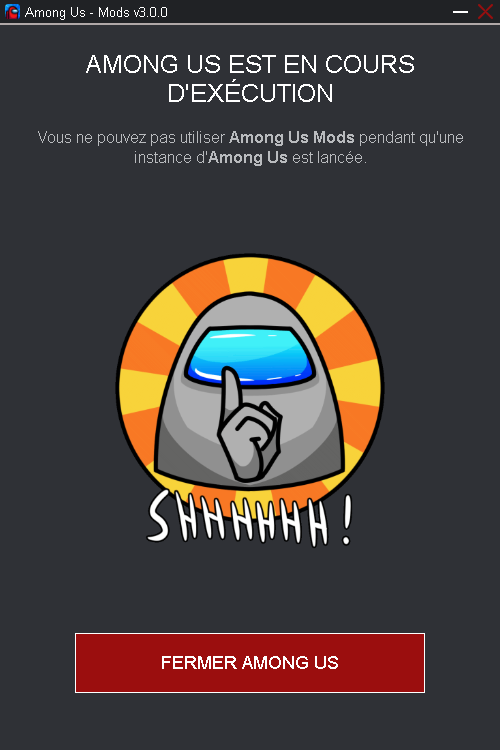 Among Us - Mods v3.0.0
AMONG US EST EN COURS
D'EXÉCUTION
Vous ne pouvez pas utiliser Among Us Mods pendant qu'une
instance d'Among Us est lancée.
SHHHHHHH !
FERMER AMONG US